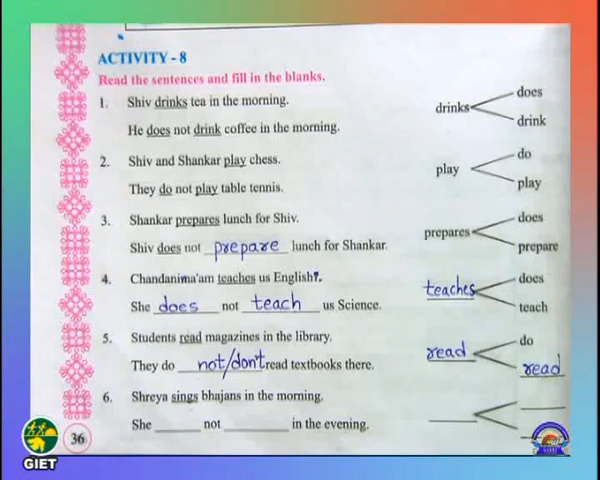 ACTIVITY - 8
Read the sentences and fill in the blanks.
1. Shiv drinks tea in the morning.
He does not drink coffee in the morning.
drinks does
drink
2. Shiv and Shankar play chess.
They do not play table tennis.
play do
play
3. Shankar prepares lunch for Shiv.
Shiv does not prepare lunch for Shankar.
prepares does
prepare
4. Chandanima'am teaches us English?.
She does not teach us Science.
teaches does
teach
5. Students read magazines in the library.
They do not/don't read textbooks there.
read do
read
6. Shreya sings bhajans in the morning.
She ______ not ________ in the evening.
36
GIET